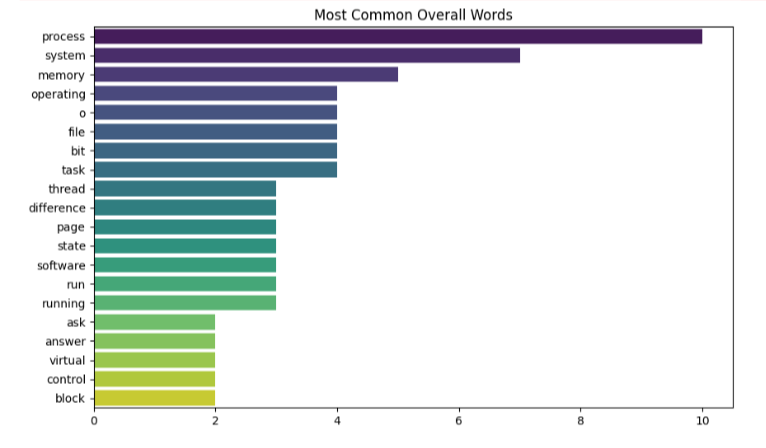 Most Common Overall Words
process
system
memory
operating
o
file
bit
task
thread
difference
page
state
software
run
running
ask
answer
virtual
control
block
0 2 4 6 8 10